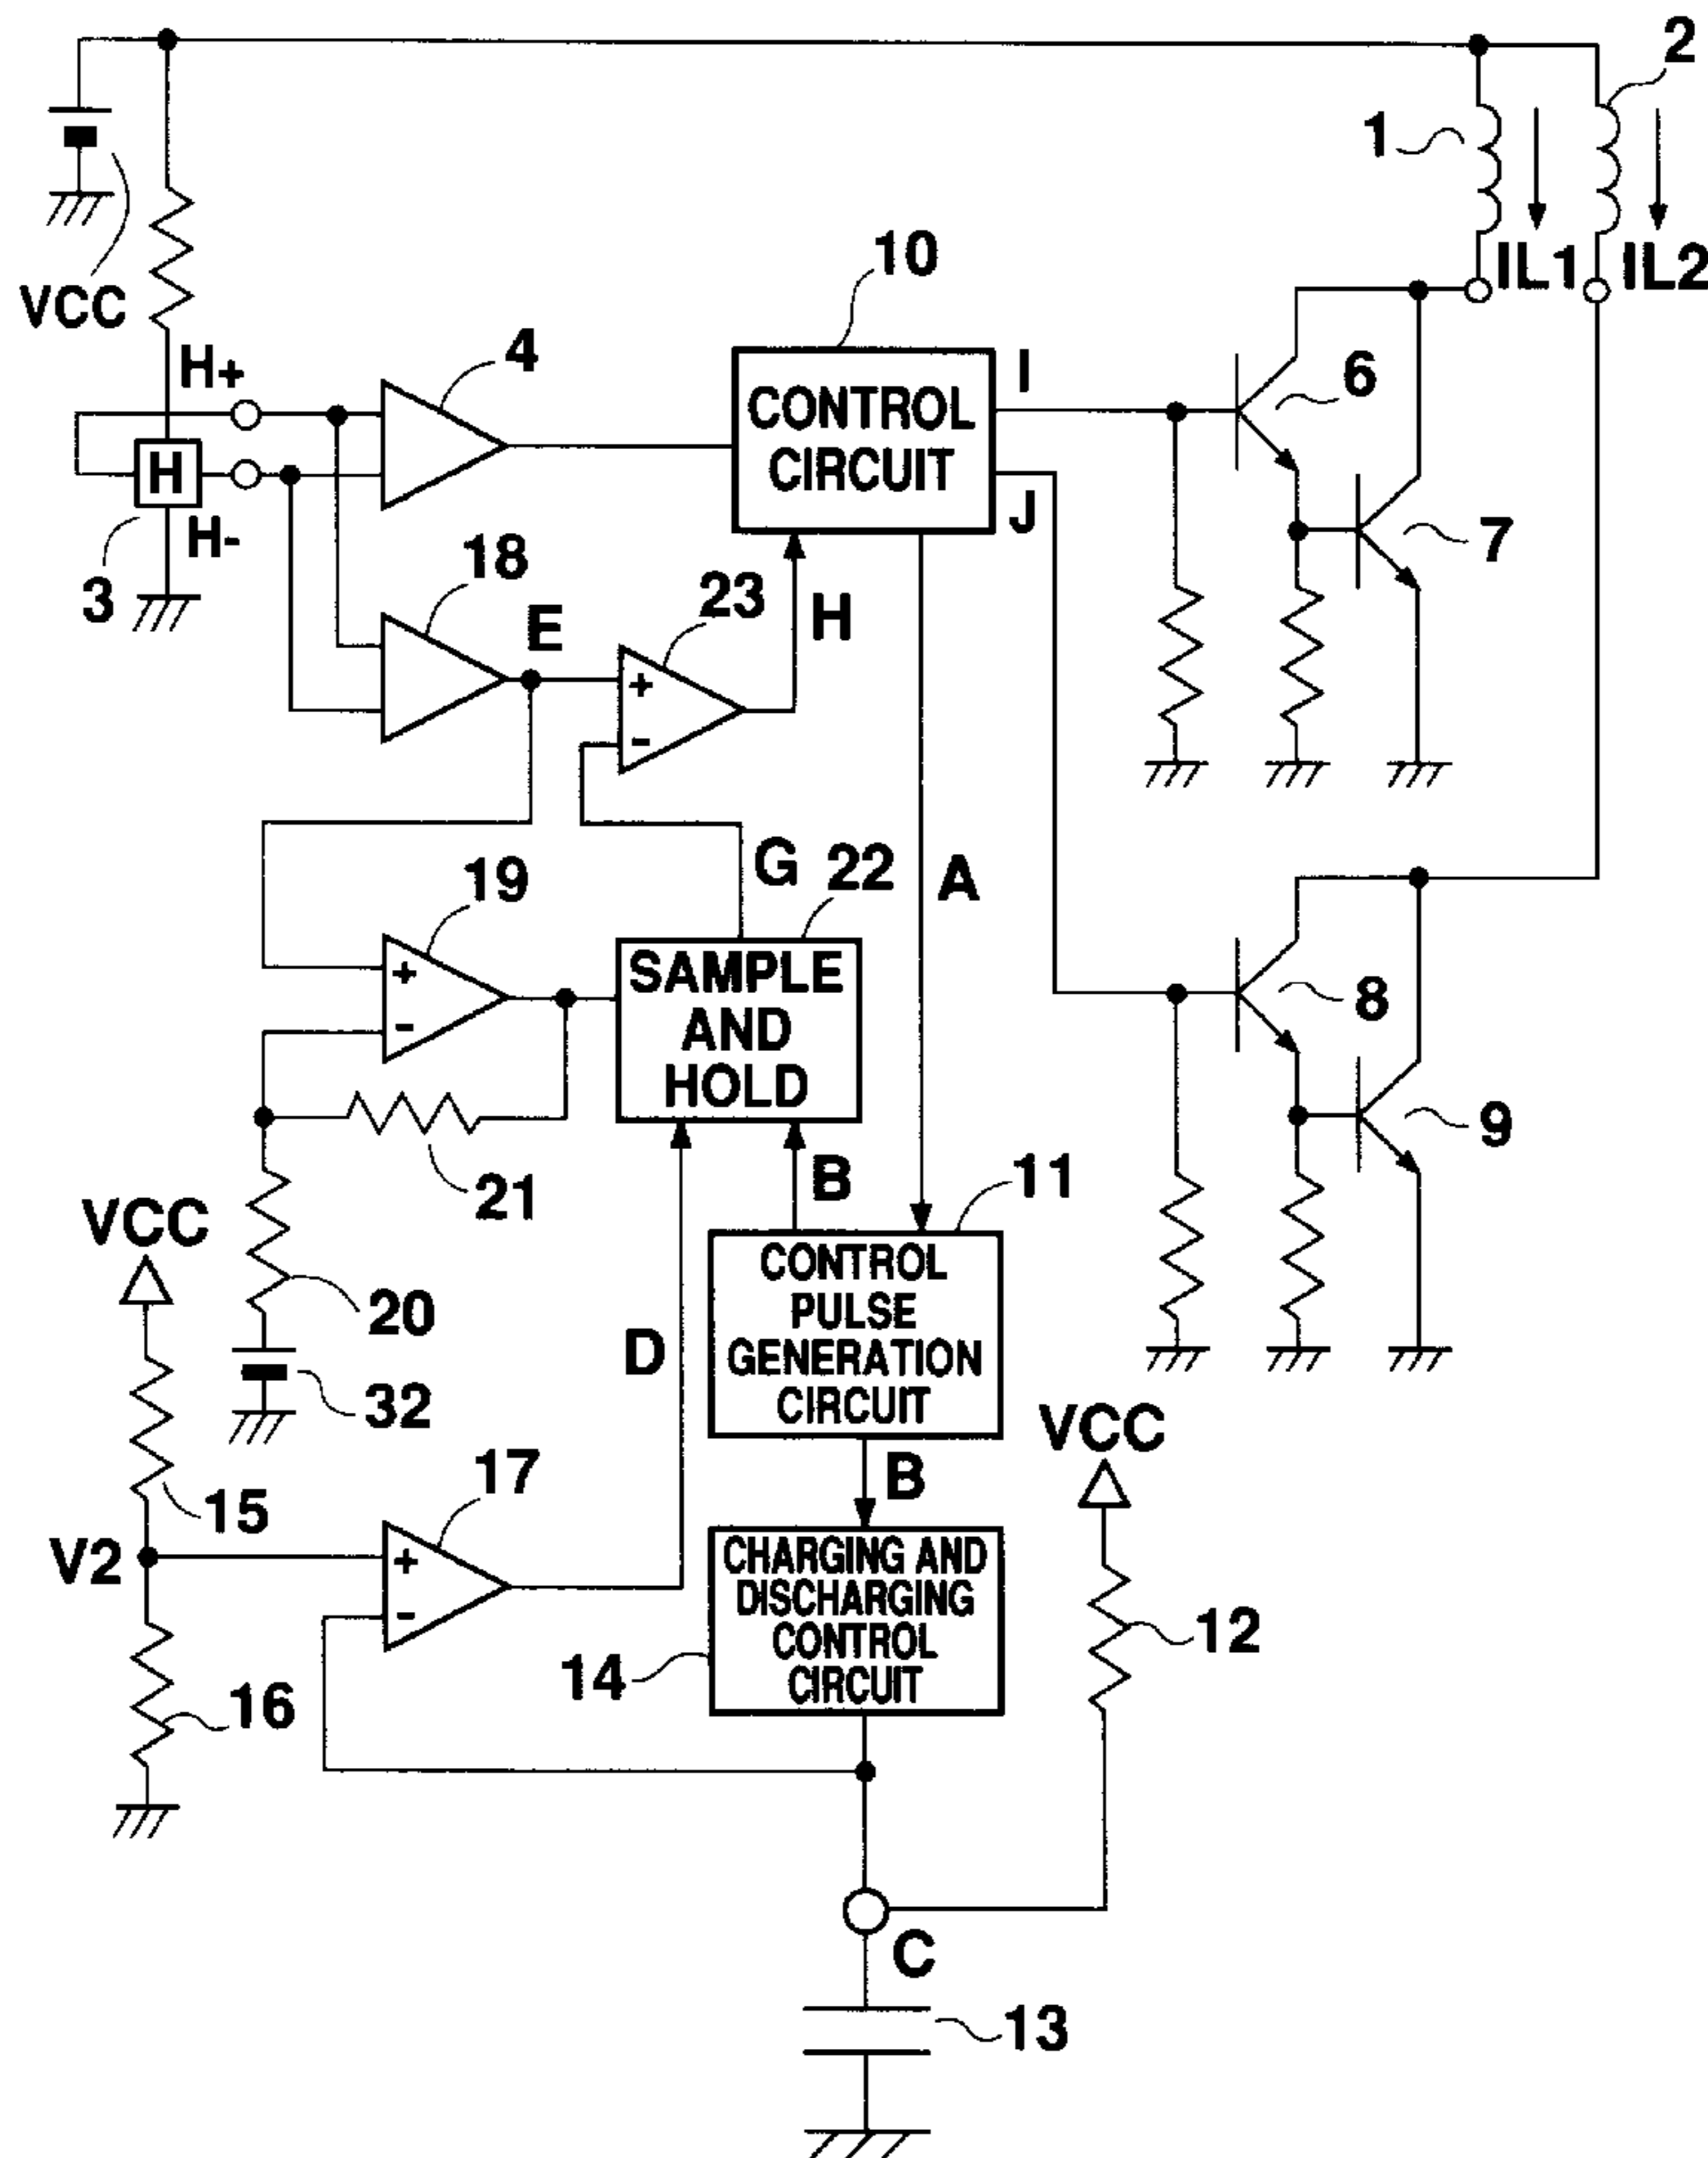 2
1
IL1
IL2
VCC
10
H+
4
CONTROL
CIRCUIT
I
6
H
J
H-
3
18
E
23
H
7
+
-
G
22
A
19
+
-
SAMPLE
AND
HOLD
8
9
21
B
11
VCC
20
32
D
CONTROL
PULSE
GENERATION
CIRCUIT
VCC
15
17
B
V2
+
-
CHARGING AND
DISCHARGING
CONTROL
CIRCUIT
12
14
16
C
13